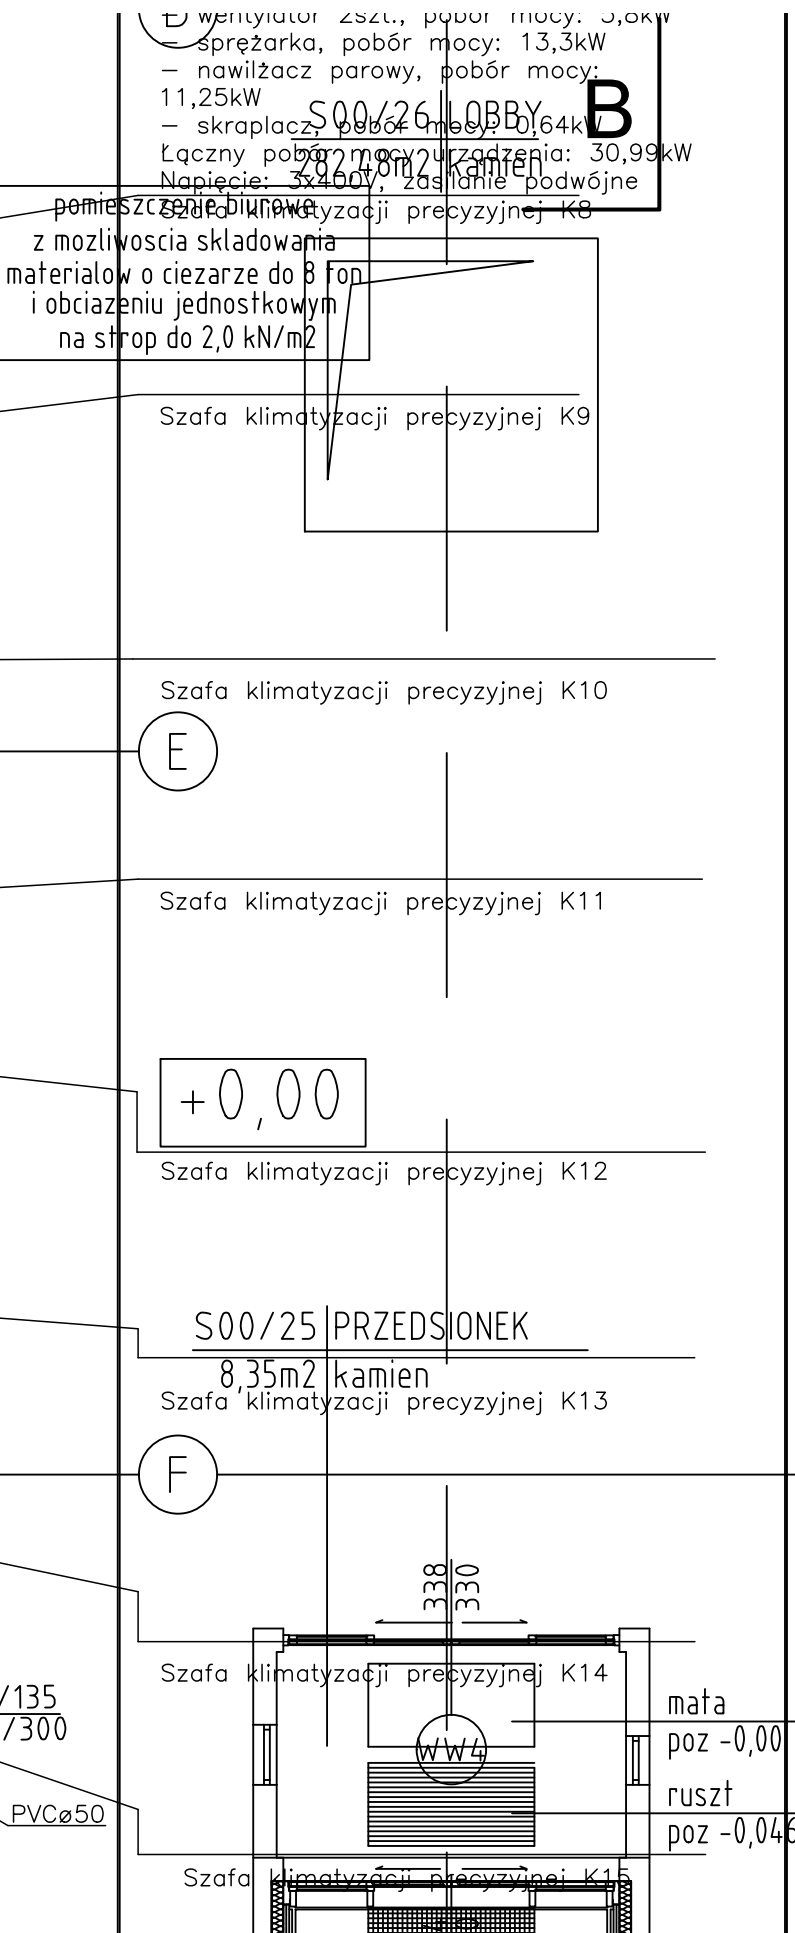 D
wentylator 2szt., pobór mocy: 5,8kW
– sprężarka, pobór mocy: 13,3kW
– nawilżacz parowy, pobór mocy:
11,25kW
– skraplacz, pobór mocy: 0,64kW
Łączny pobór mocy urządzenia: 30,99kW
Napięcie: 3x400V, zasilanie podwójne
S00/26 LOBBY
282,48m2 kamien
B
Szafa klimatyzacji precyzyjnej K8
pomieszczenie biurowe
z mozliwoscia skladowania
materialow o ciezarze do 8 ton
i obciazeniu jednostkowym
na strop do 2,0 kN/m2
Szafa klimatyzacji precyzyjnej K9
Szafa klimatyzacji precyzyjnej K10
E
Szafa klimatyzacji precyzyjnej K11
+0,00
Szafa klimatyzacji precyzyjnej K12
S00/25 PRZEDSIONEK
8,35m2 kamien
Szafa klimatyzacji precyzyjnej K13
F
338
330
Szafa klimatyzacji precyzyjnej K14
/135
/300
mata
poz -0,00
WW4
ruszt
poz -0,046
PVCø50
Szafa klimatyzacji precyzyjnej K15